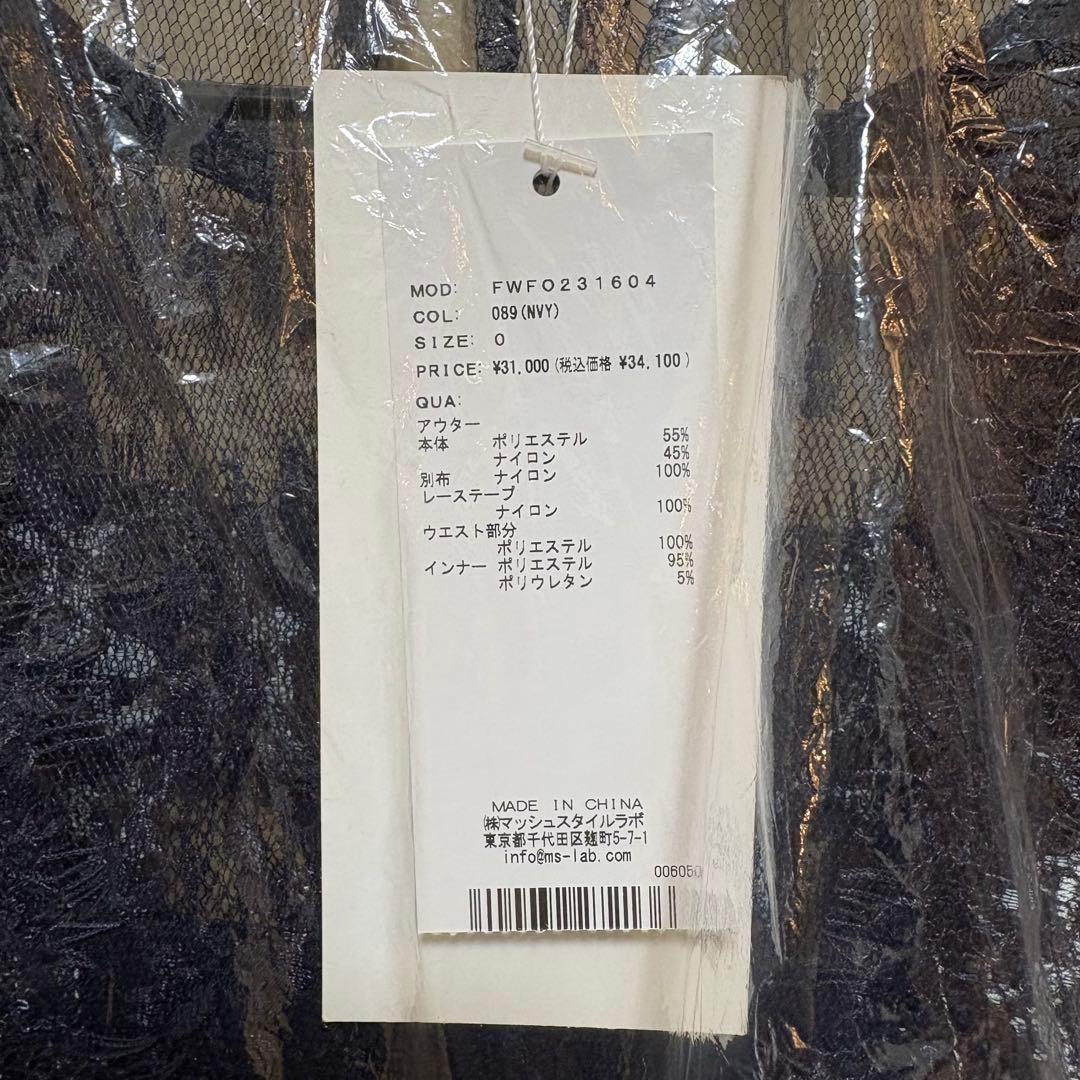 MOD: FWFO231604
COL: 089(NVY)
SIZE: 0
PRICE: ¥31,000(税込価格 ¥34,100)
QUA:
アウター
本体 ポリエステル 55%
ナイロン 45%
別布 ナイロン 100%
レーステープ
ナイロン 100%
ウエスト部分
ポリエステル 100%
インナー ポリエステル 95%
ポリウレタン 5%
MADE IN CHINA
㈱マッシュスタイルラボ
東京都千代田区麹町5-7-1
info@ms-lab.com
006050